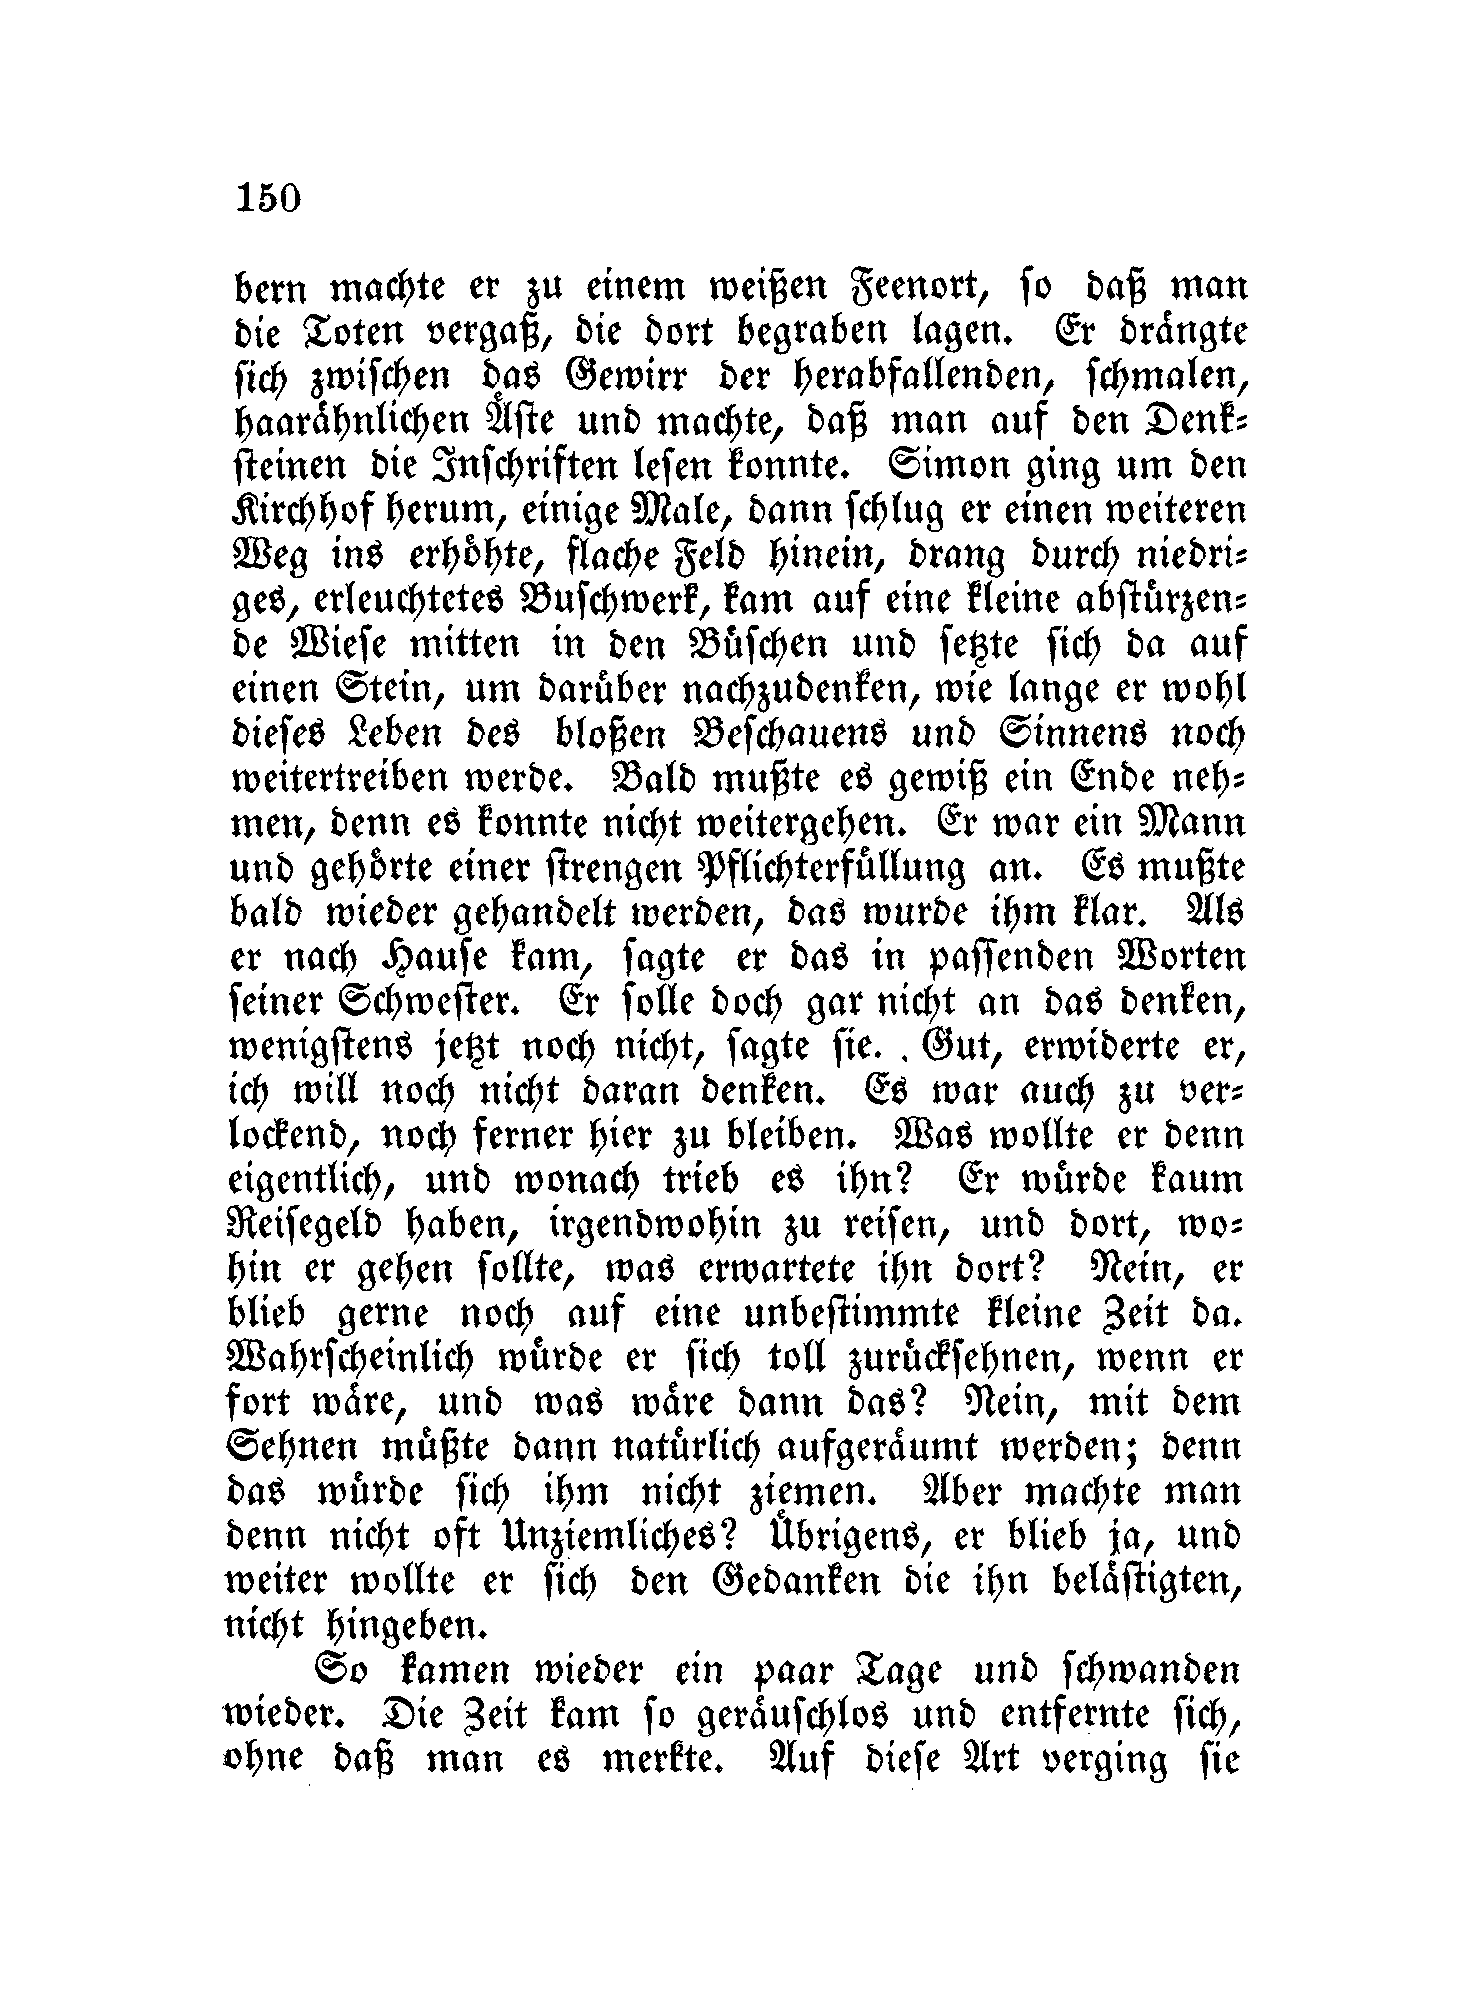 150
bern machte er zu einem weißen Feenort, so daß man
die Toten vergaß, die dort begraben lagen. Er drängte
sich zwischen das Gewirr der herabfallenden, schmalen,
haarähnlichen Äste und machte, daß man auf den Denk-
steinen die Inschriften lesen konnte. Simon ging um den
Kirchhof herum, einige Male, dann schlug er einen weiteren
Weg ins erhöhte, flache Feld hinein, drang durch niedri-
ges, erleuchtetes Buschwerk, kam auf eine kleine abstürzen-
de Wiese mitten in den Büschen und setzte sich da auf
einen Stein, um darüber nachzudenken, wie lange er wohl
dieses Leben des bloßen Beschauens und Sinnens noch
weitertreiben werde. Bald mußte es gewiß ein Ende neh-
men, denn es konnte nicht weitergehen. Er war ein Mann
und gehörte einer strengen Pflichterfüllung an. Es mußte
bald wieder gehandelt werden, das wurde ihm klar. Als
er nach Hause kam, sagte er das in passenden Worten
seiner Schwester. Er solle doch gar nicht an das denken,
wenigstens jetzt noch nicht, sagte sie. . Gut, erwiderte er,
ich will noch nicht daran denken. Es war auch zu ver-
lockend, noch ferner hier zu bleiben. Was wollte er denn
eigentlich, und wonach trieb es ihn? Er würde kaum
Reisegeld haben, irgendwohin zu reisen, und dort, wo-
hin er gehen sollte, was erwartete ihn dort? Nein, er
blieb gerne noch auf eine unbestimmte kleine Zeit da.
Wahrscheinlich würde er sich toll zurücksehnen, wenn er
fort wäre, und was wäre dann das? Nein, mit dem
Sehnen müßte dann natürlich aufgeräumt werden; denn
das würde sich ihm nicht ziemen. Aber machte man
denn nicht oft Unziemliches? Übrigens, er blieb ja, und
weiter wollte er sich den Gedanken die ihn belästigten,
nicht hingeben.
So kamen wieder ein paar Tage und schwanden
wieder. Die Zeit kam so geräuschlos und entfernte sich,
ohne daß man es merkte. Auf diese Art verging sie